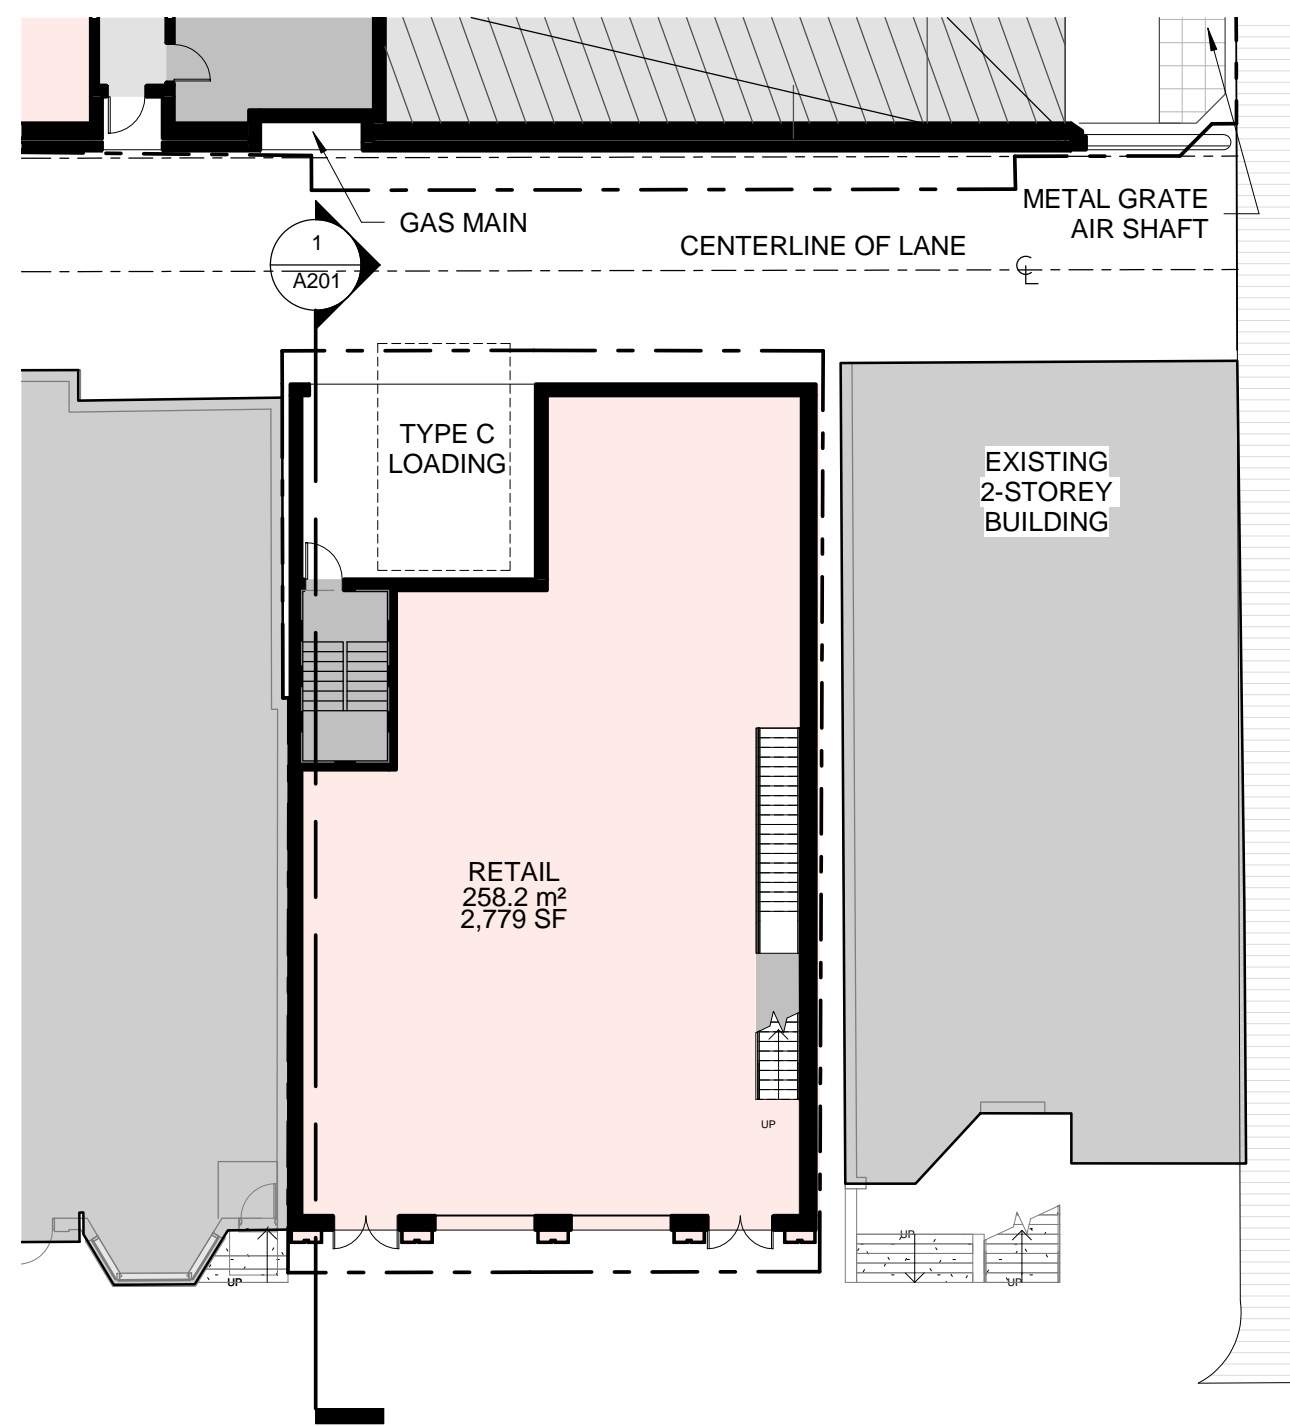 GAS MAIN
METAL GRATE
AIR SHAFT
1
A201
CENTERLINE OF LANE
CL
TYPE C
LOADING
EXISTING
2-STOREY
BUILDING
RETAIL
258.2 m²
2,779 SF
UP
UP
UP
UP